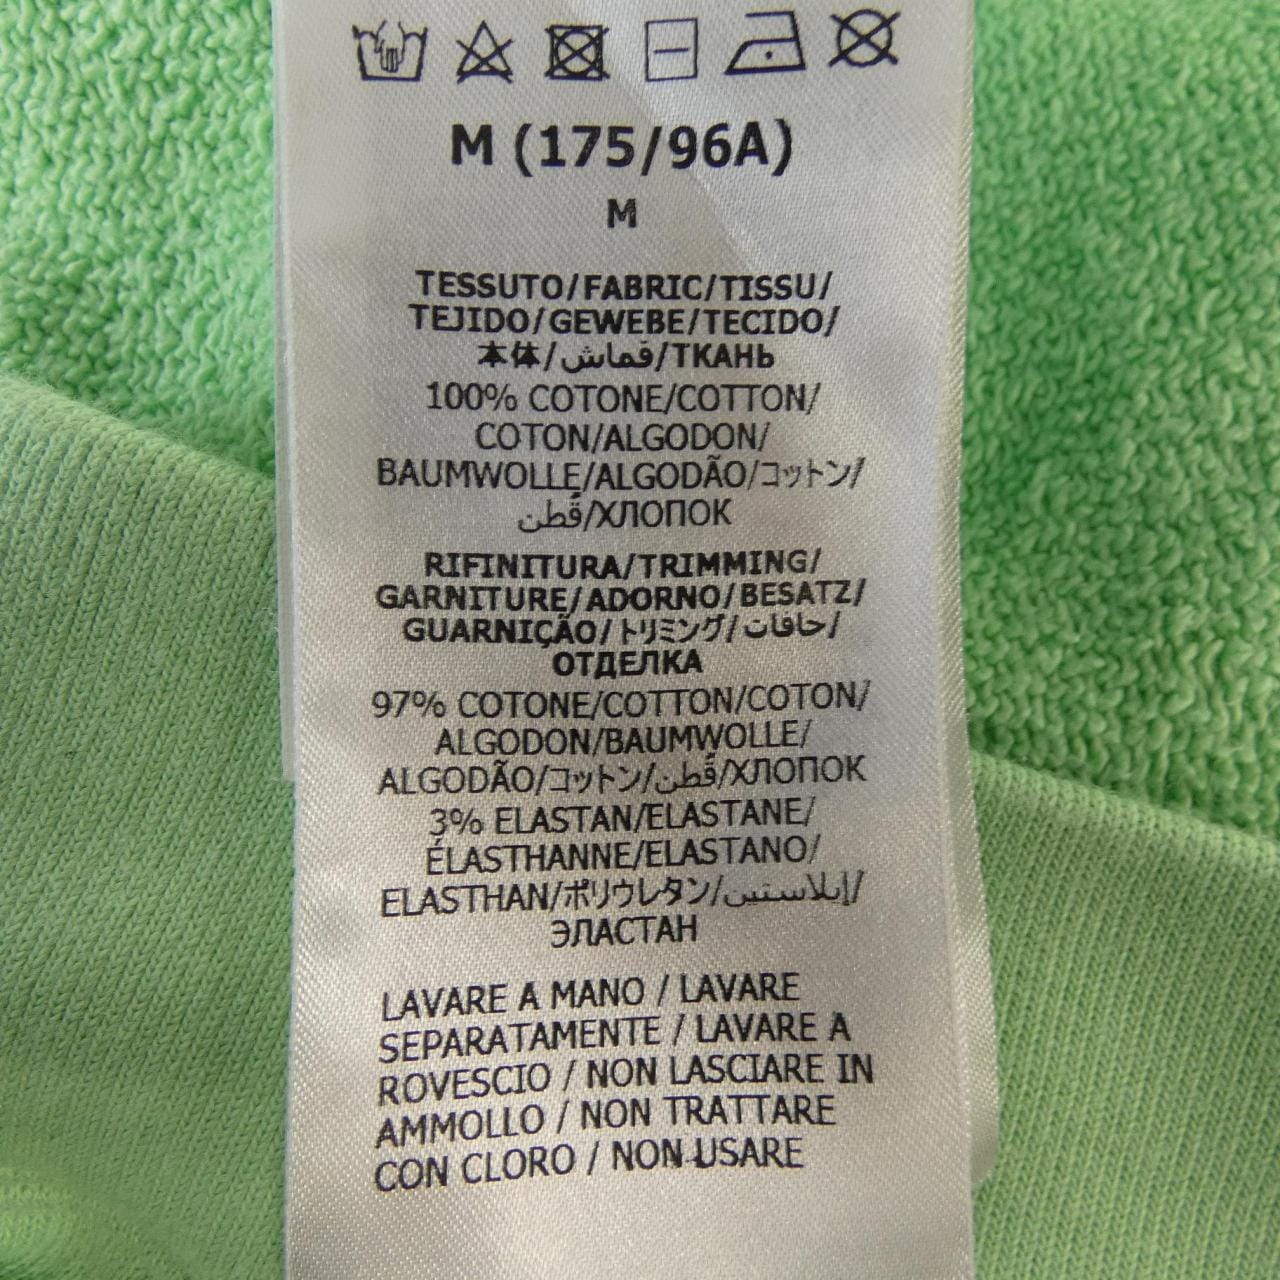 M (175/96A)
M
TESSUTO/FABRIC/TISSU/
TEJIDO/GEWEBE/TECIDO/
本体/قماش/ТКАНЬ
100% COTONE/COTTON/
COTON/ALGODON/
BAUMWOLLE/ALGODÃO/コットン/
قُطن/ХЛОПОК
RIFINITURA/TRIMMING/
GARNITURE/ADORNO/BESATZ/
GUARNIÇÃO/トリミング/حافات/
ОТДЕЛКА
97% COTONE/COTTON/COTON/
ALGODON/BAUMWOLLE/
ALGODÃO/コットン/قُطن/ХЛОПОК
3% ELASTAN/ELASTANE/
ÉLASTHANNE/ELASTANO/
ELASTHAN/ポリウレタン/إيلاستين/
ЭЛАСТАН
LAVARE A MANO / LAVARE
SEPARATAMENTE / LAVARE A
ROVESCIO / NON LASCIARE IN
AMMOLLO / NON TRATTARE
CON CLORO / NON USARE